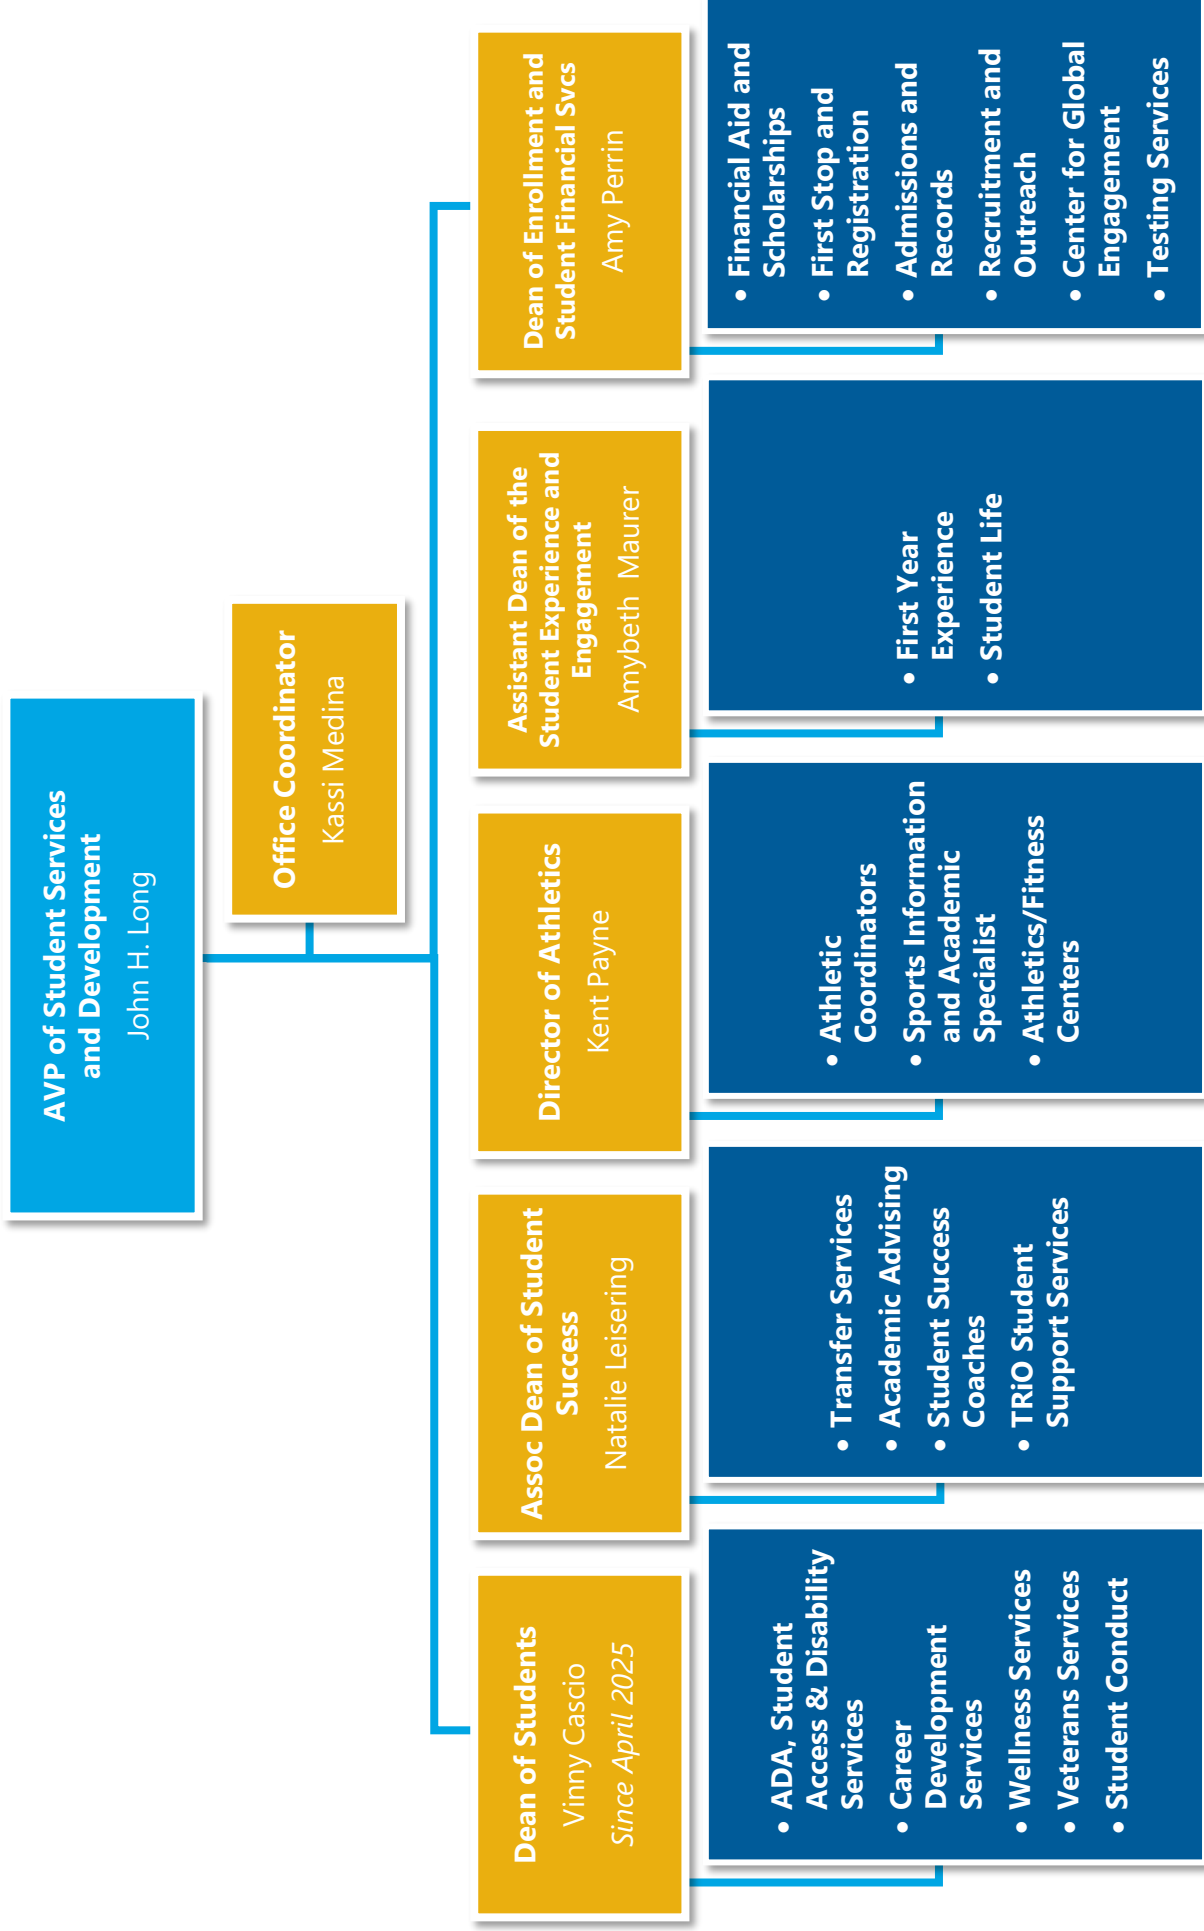 AVP of Student Services
and Development
John H. Long
Office Coordinator
Kassi Medina
Dean of Students
Vinny Cascio
Since April 2025
Assoc Dean of Student
Success
Natalie Leisering
Director of Athletics
Kent Payne
Assistant Dean of the
Student Experience and
Engagement
Amybeth Maurer
Dean of Enrollment and
Student Financial Svcs
Amy Perrin
• ADA, Student
Access & Disability
Services
• Career
Development
Services
• Wellness Services
• Veterans Services
• Student Conduct
• Transfer Services
• Academic Advising
• Student Success
Coaches
• TRiO Student
Support Services
• Athletic
Coordinators
• Sports Information
and Academic
Specialist
• Athletics/Fitness
Centers
• First Year
Experience
• Student Life
• Financial Aid and
Scholarships
• First Stop and
Registration
• Admissions and
Records
• Recruitment and
Outreach
• Center for Global
Engagement
• Testing Services